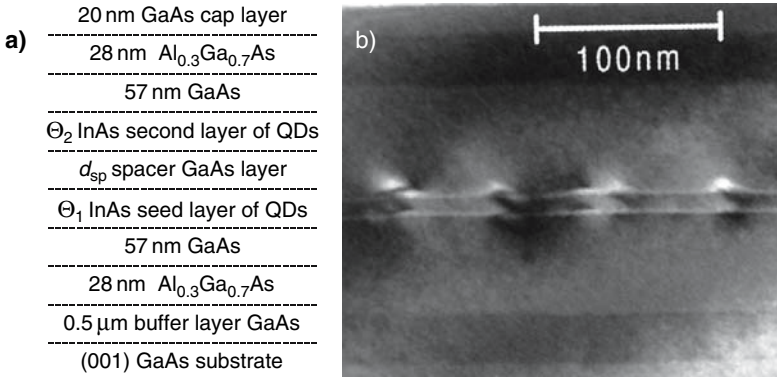 a)
20 nm GaAs cap layer
28 nm Al₀.₃Ga₀.₇As
57 nm GaAs
Θ₂ InAs second layer of QDs
dsp spacer GaAs layer
Θ₁ InAs seed layer of QDs
57 nm GaAs
28 nm Al₀.₃Ga₀.₇As
0.5 μm buffer layer GaAs
(001) GaAs substrate
b)
100nm